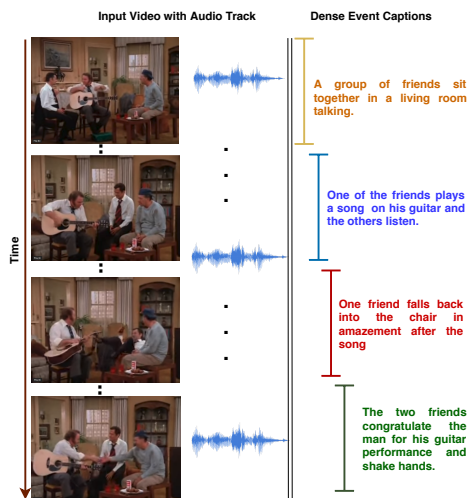 Input Video with Audio Track
Dense Event Captions
A group of friends sit
together in a living room
talking.
One of the friends plays
a song on his guitar and
the others listen.
Time
One friend falls back
into the chair in
amazement after the
song
The two friends
congratulate the
man for his guitar
performance and
shake hands.